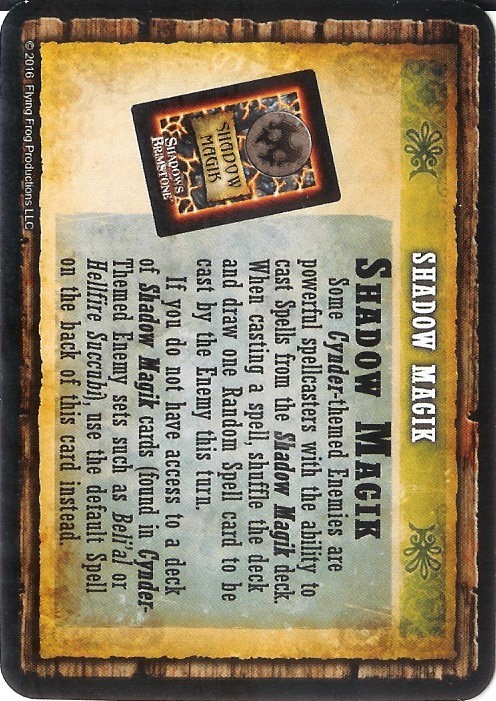 SHADOW MAGIK
SHADOW MAGIK
Some Cynder-themed Enemies are
powerful spellcasters with the ability to
cast Spells from the Shadow Magik deck.
When casting a spell, shuffle the deck
and draw one Random Spell card to be
cast by the Enemy this turn.
If you do not have access to a deck
of Shadow Magik cards (found in Cynder-
Themed Enemy sets such as Beli'al or
Hellfire Succubi), use the default Spell
on the back of this card instead.
SHADOW
MAGIK
SHADOWS
OF
BRIMSTONE
© 2016 Flying Frog Productions LLC